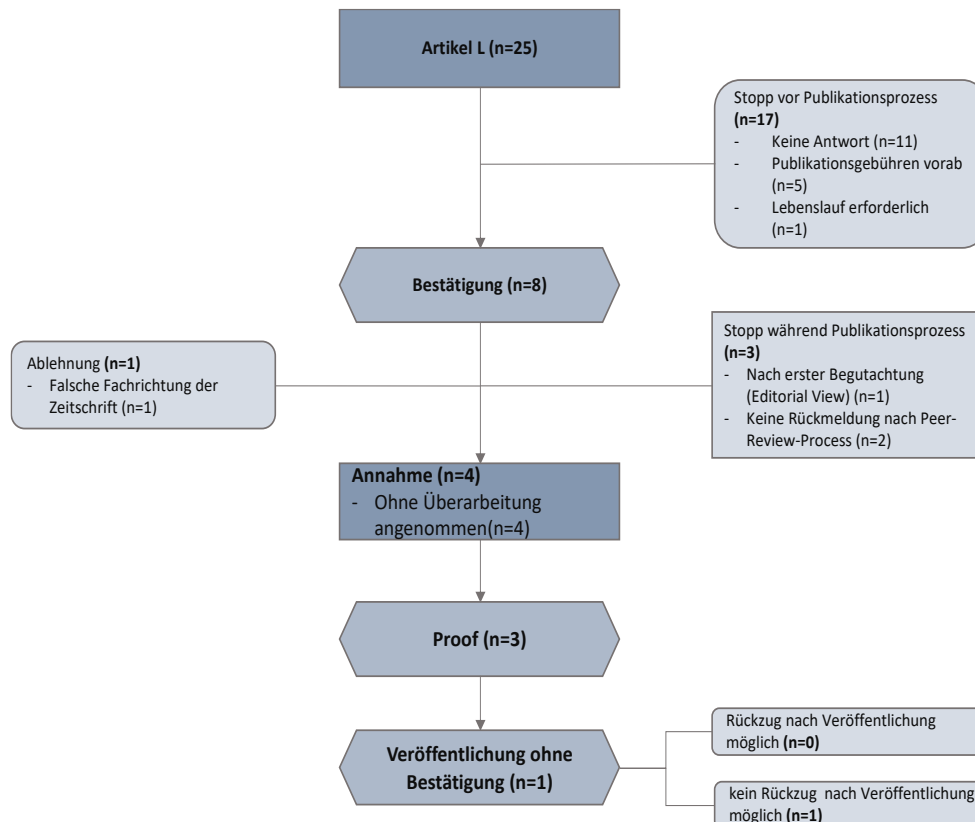 Artikel L (n=25)
Stopp vor Publikationsprozess
(n=17)
- Keine Antwort (n=11)
- Publikationsgebühren vorab
(n=5)
- Lebenslauf erforderlich
(n=1)
Bestätigung (n=8)
Ablehnung (n=1)
- Falsche Fachrichtung der
Zeitschrift (n=1)
Stopp während Publikationsprozess
(n=3)
- Nach erster Begutachtung
(Editorial View) (n=1)
- Keine Rückmeldung nach Peer-
Review-Process (n=2)
Annahme (n=4)
- Ohne Überarbeitung
angenommen(n=4)
Proof (n=3)
Veröffentlichung ohne
Bestätigung (n=1)
Rückzug nach Veröffentlichung
möglich (n=0)
kein Rückzug nach Veröffentlichung
möglich (n=1)